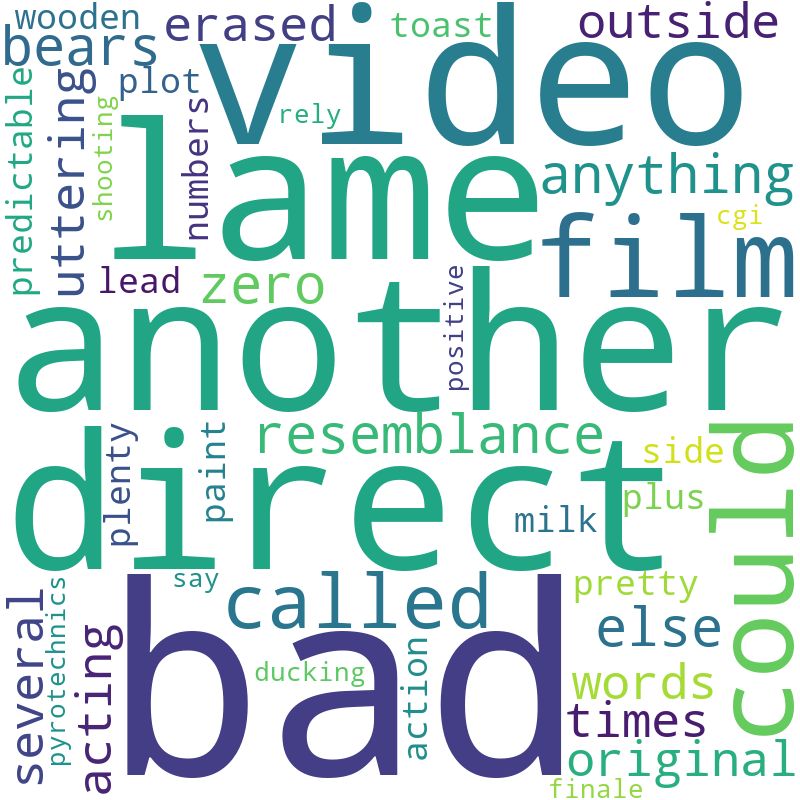 wooden
bears
erased
toast
outside
video
predictable
uttering
plot
shooting
numbers
rely
lame
anything
cgi
film
lead
zero
another
positive
resemblance
could
direct
plenty
paint
side
plus
milk
say
pretty
several
pyrotechnics
acting
called
bad
ducking
action
else
words
times
original
finale